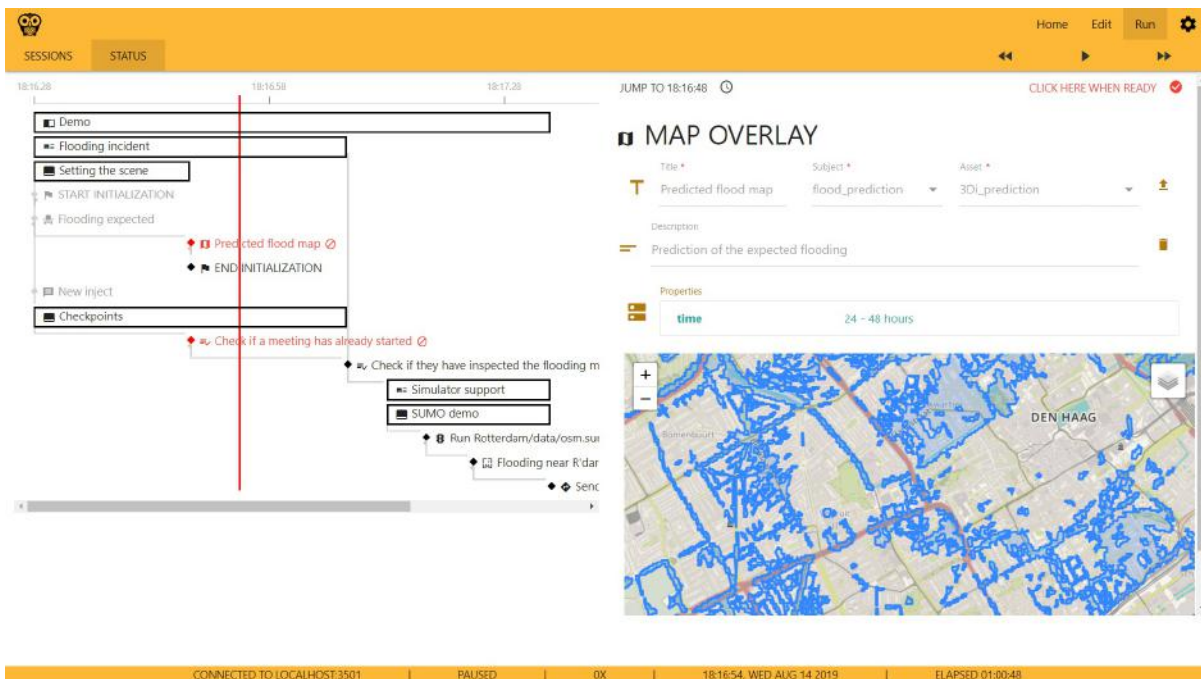 Home Edit Run
SESSIONS STATUS
18:16:28 18:16:58 18:17:28
Demo
Flooding incident
Setting the scene
START INITIALIZATION
Flooding expected
Predicted flood map
END INITIALIZATION
New inject
Checkpoints
Check if a meeting has already started
Check if they have inspected the flooding m
Simulator support
SUMO demo
Run Rotterdam/data/osm.su
Flooding near R'dar
Send
JUMP TO 18:16:48
CLICK HERE WHEN READY
MAP OVERLAY
Title * Subject * Asset *
Predicted flood map flood_prediction 3Di_prediction
Description
Prediction of the expected flooding
Properties
time 24 - 48 hours
+
−
DEN HAAG
CONNECTED TO LOCALHOST:3501 | PAUSED | 0X | 18:16:54, WED AUG 14 2019 | ELAPSED 01:00:48